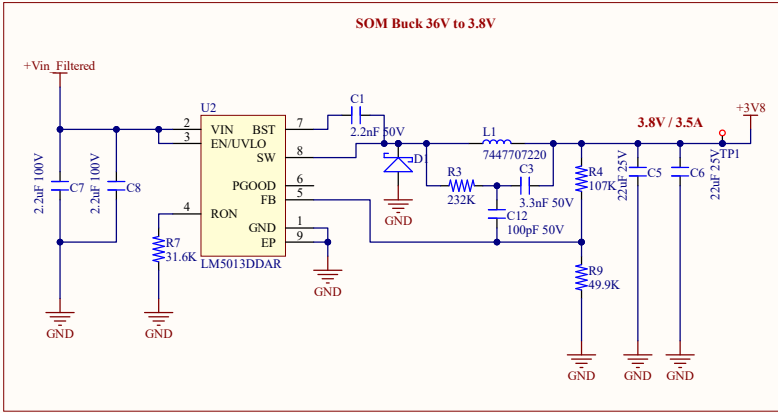 SOM Buck 36V to 3.8V
+Vin_Filtered
+3V8
3.8V / 3.5A
TP1
U2
2 VIN
3 EN/UVLO
BST 7
SW 8
PGOOD 6
FB 5
4 RON
GND 1
EP 9
LM5013DDAR
C1
2.2nF 50V
D1
L1
7447707220
R3
232K
C3
3.3nF 50V
C12
100pF 50V
R4
107K
R9
49.9K
22uF 25V
C5
22uF 25V
C6
2.2uF 100V
C7
2.2uF 100V
C8
R7
31.6K
GND
GND
GND
GND
GND
GND
GND